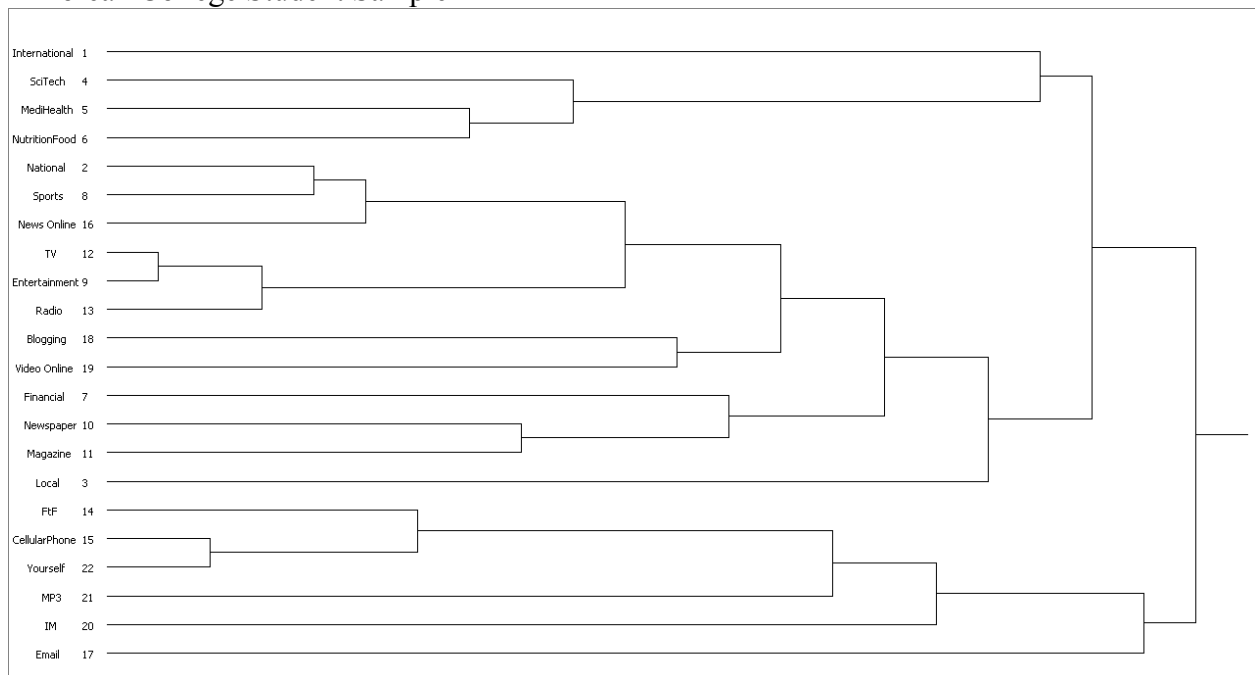 International 1
SciTech 4
MediHealth 5
NutritionFood 6
National 2
Sports 8
News Online 16
TV 12
Entertainment 9
Radio 13
Blogging 18
Video Online 19
Financial 7
Newspaper 10
Magazine 11
Local 3
FtF 14
CellularPhone 15
Yourself 22
MP3 21
IM 20
Email 17